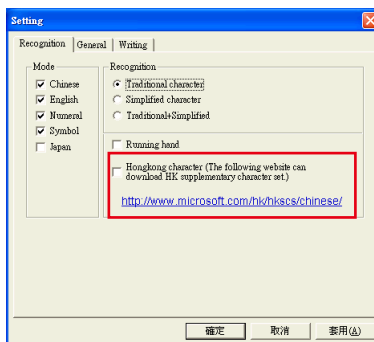 Setting
Recognition General Writing
Mode
Chinese
English
Numeral
Symbol
Japan
Recognition
Traditional character
Simplified character
Traditional+Simplified
Running hand
Hongkong character (The following website can
download HK supplementary character set.)
http://www.microsoft.com/hk/hkscs/chinese/
確定 取消 套用(A)